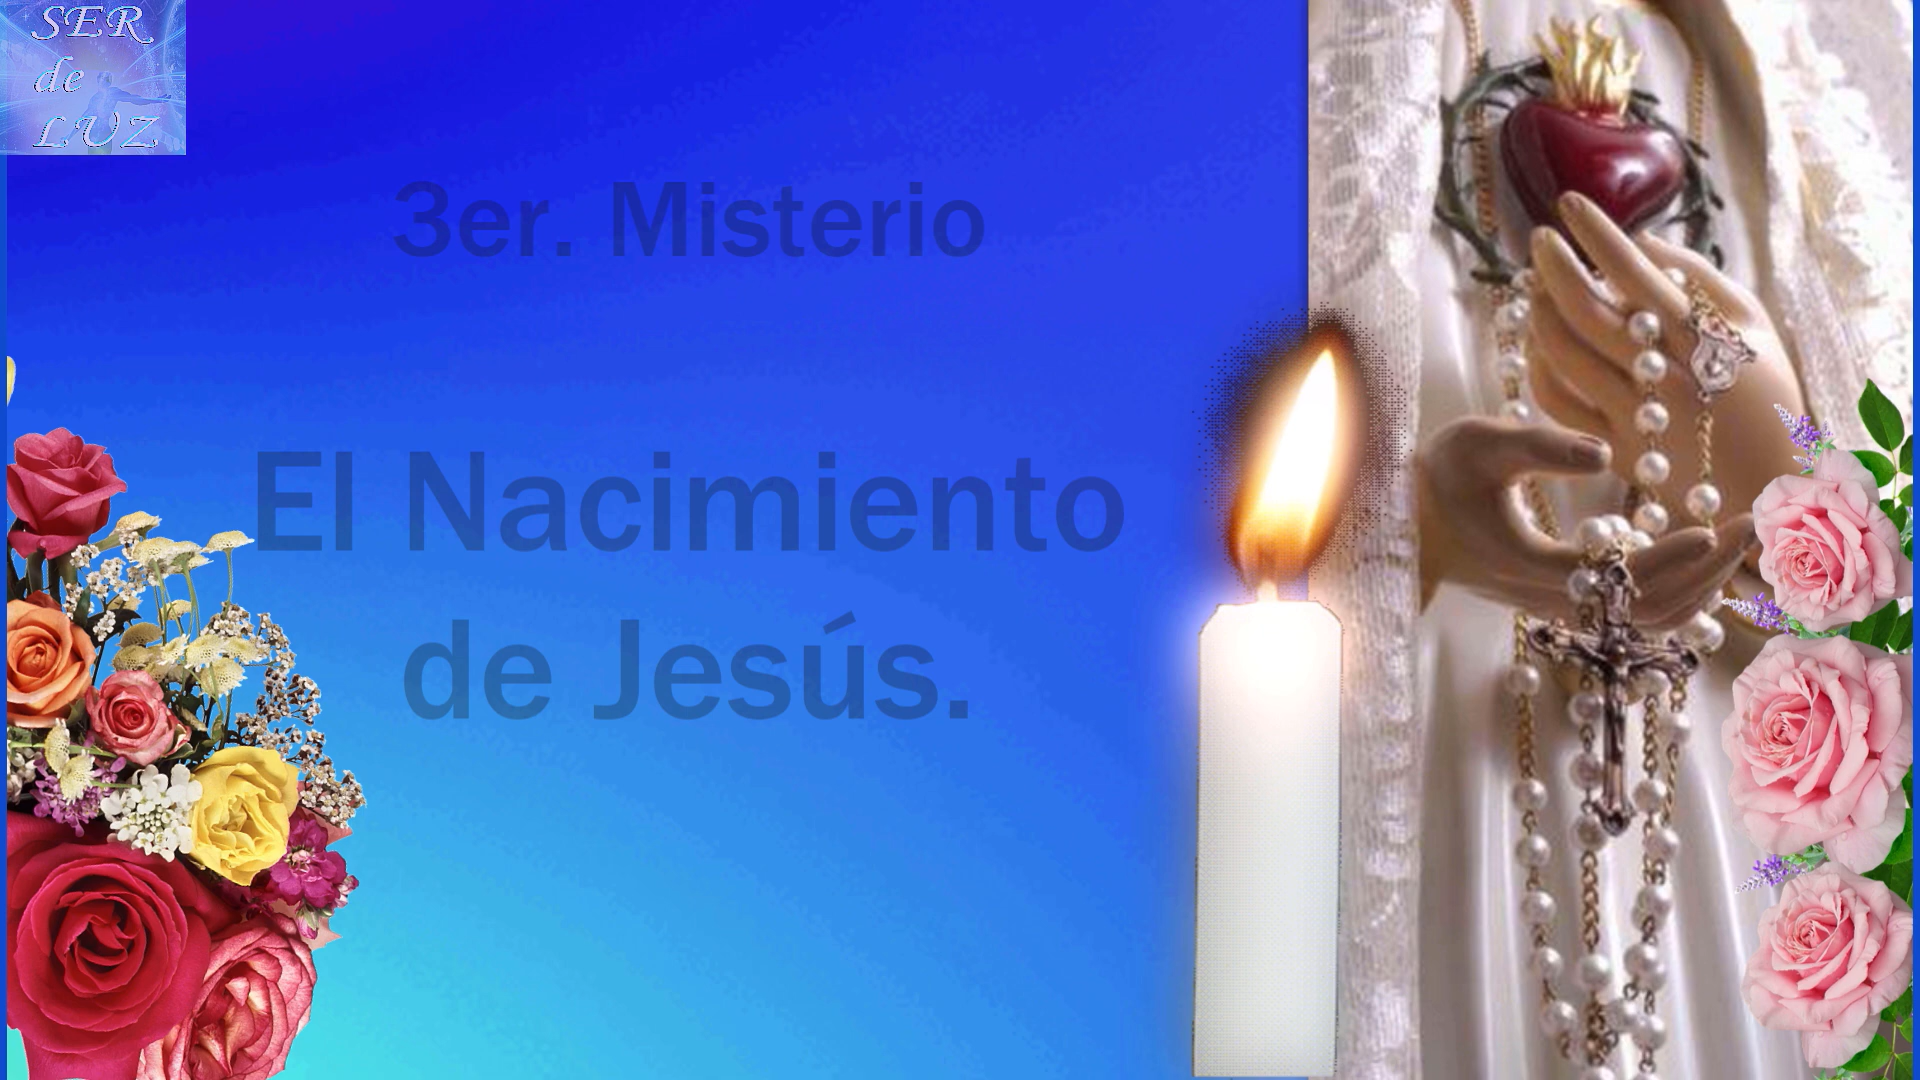 SER
de
LUZ
3er. Misterio
El Nacimiento
de Jesús.